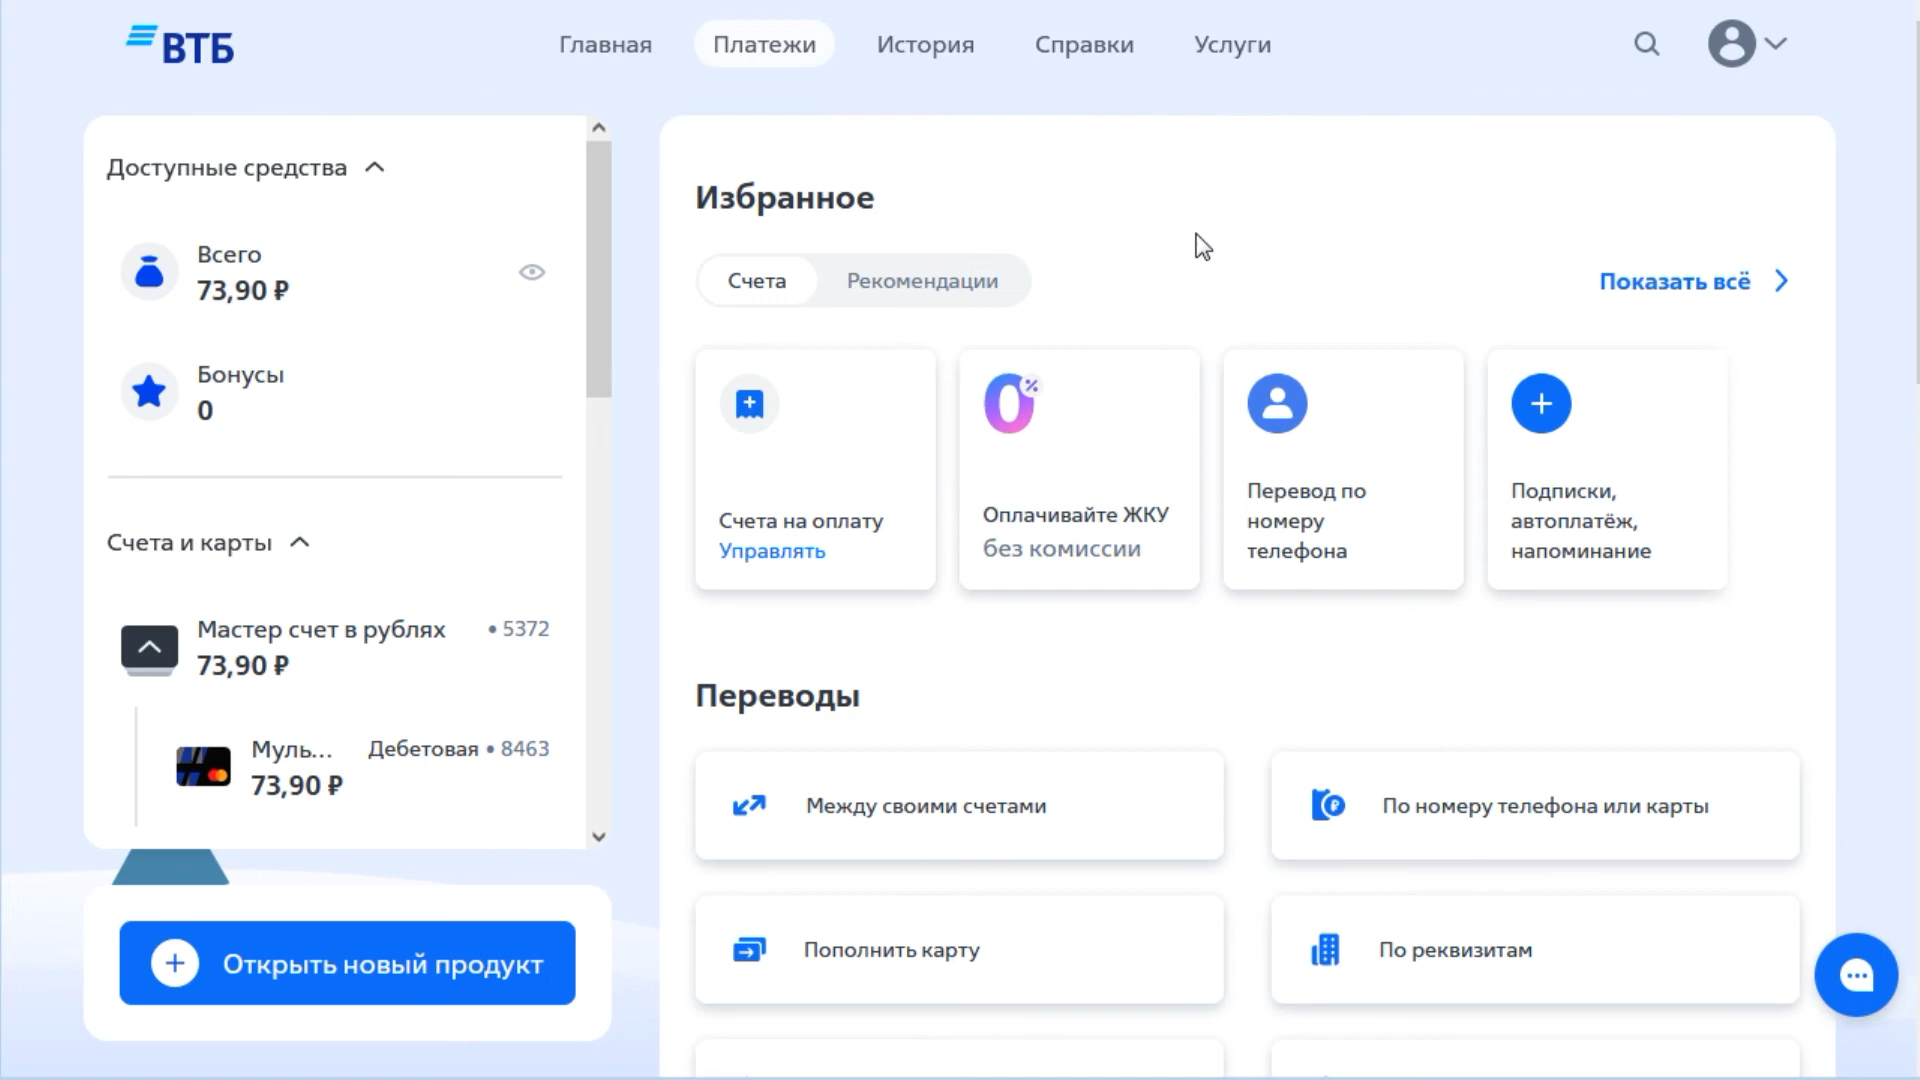 ВТБ
Главная
Платежи
История
Справки
Услуги
Доступные средства
Всего
73,90 ₽
Бонусы
0
Счета и карты
Мастер счет в рублях • 5372
73,90 ₽
Муль... Дебетовая • 8463
73,90 ₽
Открыть новый продукт
Избранное
Счета
Рекомендации
Показать всё
Счета на оплату
Управлять
0 %
Оплачивайте ЖКУ
без комиссии
Перевод по
номеру
телефона
Подписки,
автоплатёж,
напоминание
Переводы
Между своими счетами
По номеру телефона или карты
Пополнить карту
По реквизитам